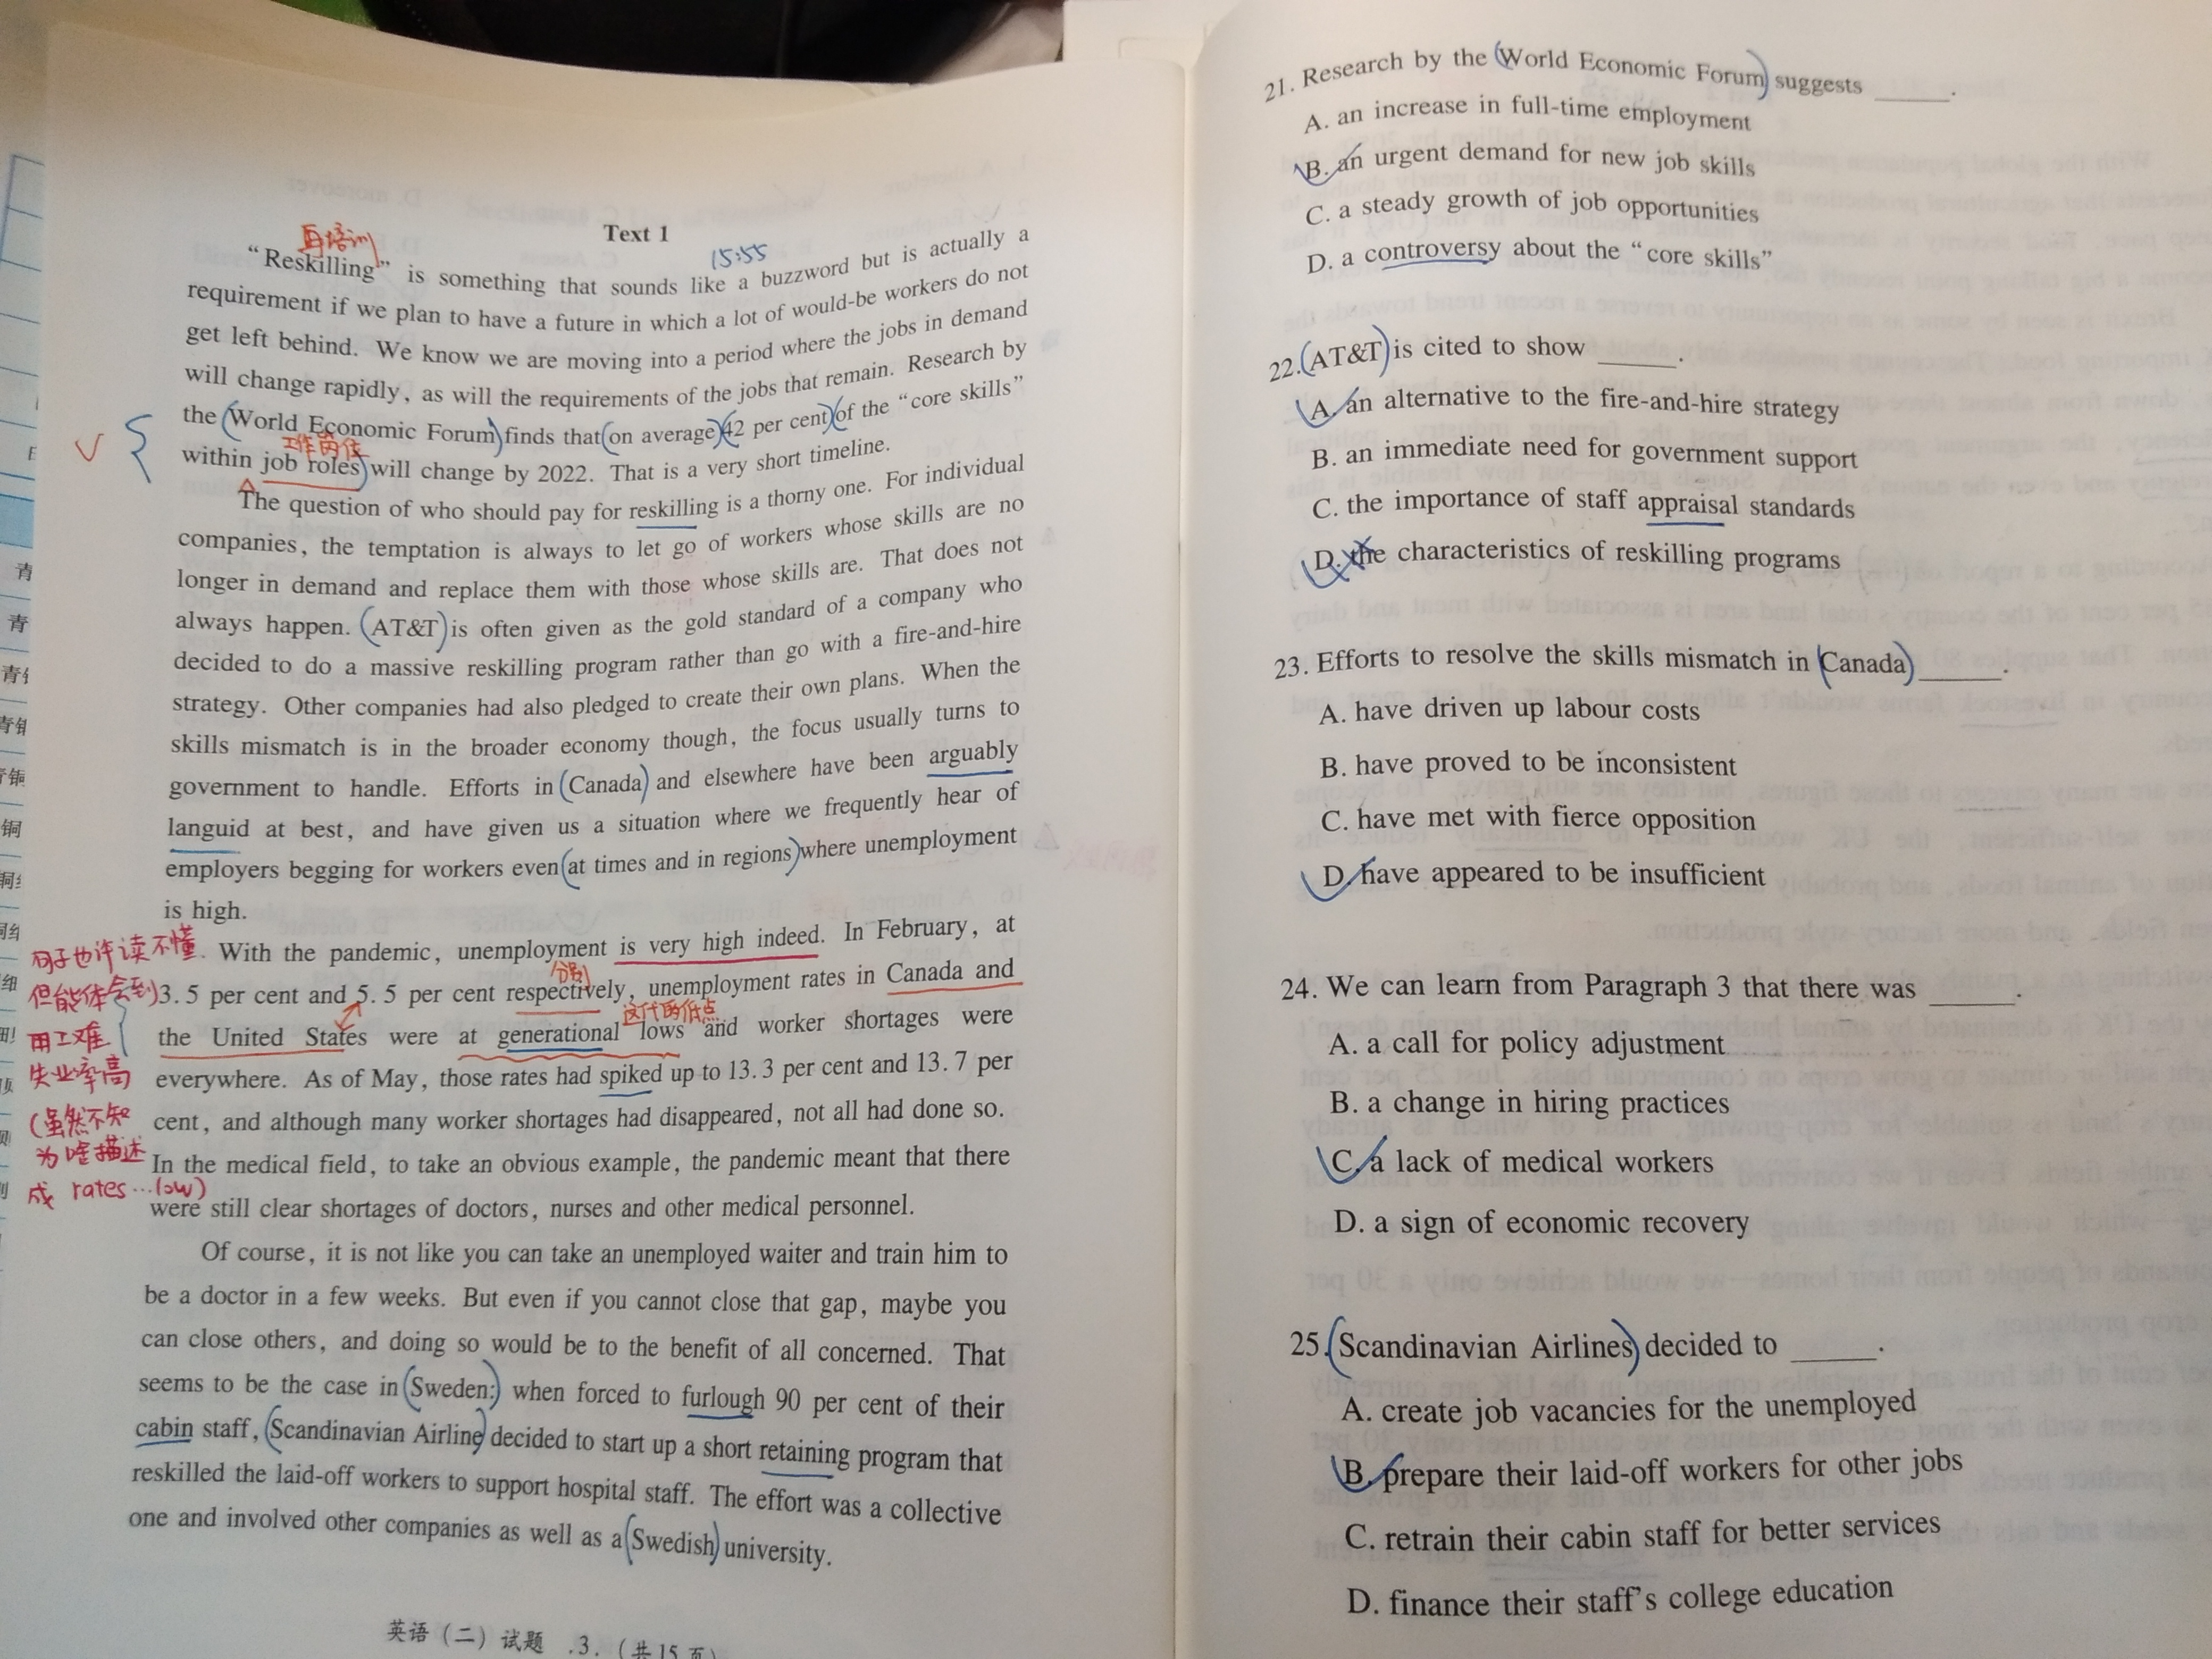 Text 1
15:55
再培训
“Reskilling” is something that sounds like a buzzword but is actually a
requirement if we plan to have a future in which a lot of would-be workers do not
get left behind. We know we are moving into a period where the jobs in demand
will change rapidly, as will the requirements of the jobs that remain. Research by
the World Economic Forum finds that on average 42 per cent of the “core skills”
工作岗位
within job roles will change by 2022. That is a very short timeline.
The question of who should pay for reskilling is a thorny one. For individual
companies, the temptation is always to let go of workers whose skills are no
longer in demand and replace them with those whose skills are. That does not
always happen. AT&T is often given as the gold standard of a company who
decided to do a massive reskilling program rather than go with a fire-and-hire
strategy. Other companies had also pledged to create their own plans. When the
skills mismatch is in the broader economy though, the focus usually turns to
government to handle. Efforts in Canada and elsewhere have been arguably
languid at best, and have given us a situation where we frequently hear of
employers begging for workers even at times and in regions where unemployment
is high.
With the pandemic, unemployment is very high indeed. In February, at
分别
3.5 per cent and 5.5 per cent respectively, unemployment rates in Canada and
这代的低点
the United States were at generational lows and worker shortages were
everywhere. As of May, those rates had spiked up to 13.3 per cent and 13.7 per
cent, and although many worker shortages had disappeared, not all had done so.
In the medical field, to take an obvious example, the pandemic meant that there
were still clear shortages of doctors, nurses and other medical personnel.
句子也许读不懂
但能体会到
用工难
失业率高
(虽然不知
为啥描述
成 rates…low)
Of course, it is not like you can take an unemployed waiter and train him to
be a doctor in a few weeks. But even if you cannot close that gap, maybe you
can close others, and doing so would be to the benefit of all concerned. That
seems to be the case in Sweden: when forced to furlough 90 per cent of their
cabin staff, Scandinavian Airline decided to start up a short retaining program that
reskilled the laid-off workers to support hospital staff. The effort was a collective
one and involved other companies as well as a Swedish university.
英语（二）试题 .3. （共15页）
21. Research by the World Economic Forum suggests ______.
A. an increase in full-time employment
B. an urgent demand for new job skills
C. a steady growth of job opportunities
D. a controversy about the “core skills”
22. AT&T is cited to show ______.
A. an alternative to the fire-and-hire strategy
B. an immediate need for government support
C. the importance of staff appraisal standards
D. the characteristics of reskilling programs
23. Efforts to resolve the skills mismatch in Canada ______.
A. have driven up labour costs
B. have proved to be inconsistent
C. have met with fierce opposition
D. have appeared to be insufficient
24. We can learn from Paragraph 3 that there was ______.
A. a call for policy adjustment
B. a change in hiring practices
C. a lack of medical workers
D. a sign of economic recovery
25. Scandinavian Airlines decided to ______.
A. create job vacancies for the unemployed
B. prepare their laid-off workers for other jobs
C. retrain their cabin staff for better services
D. finance their staff’s college education